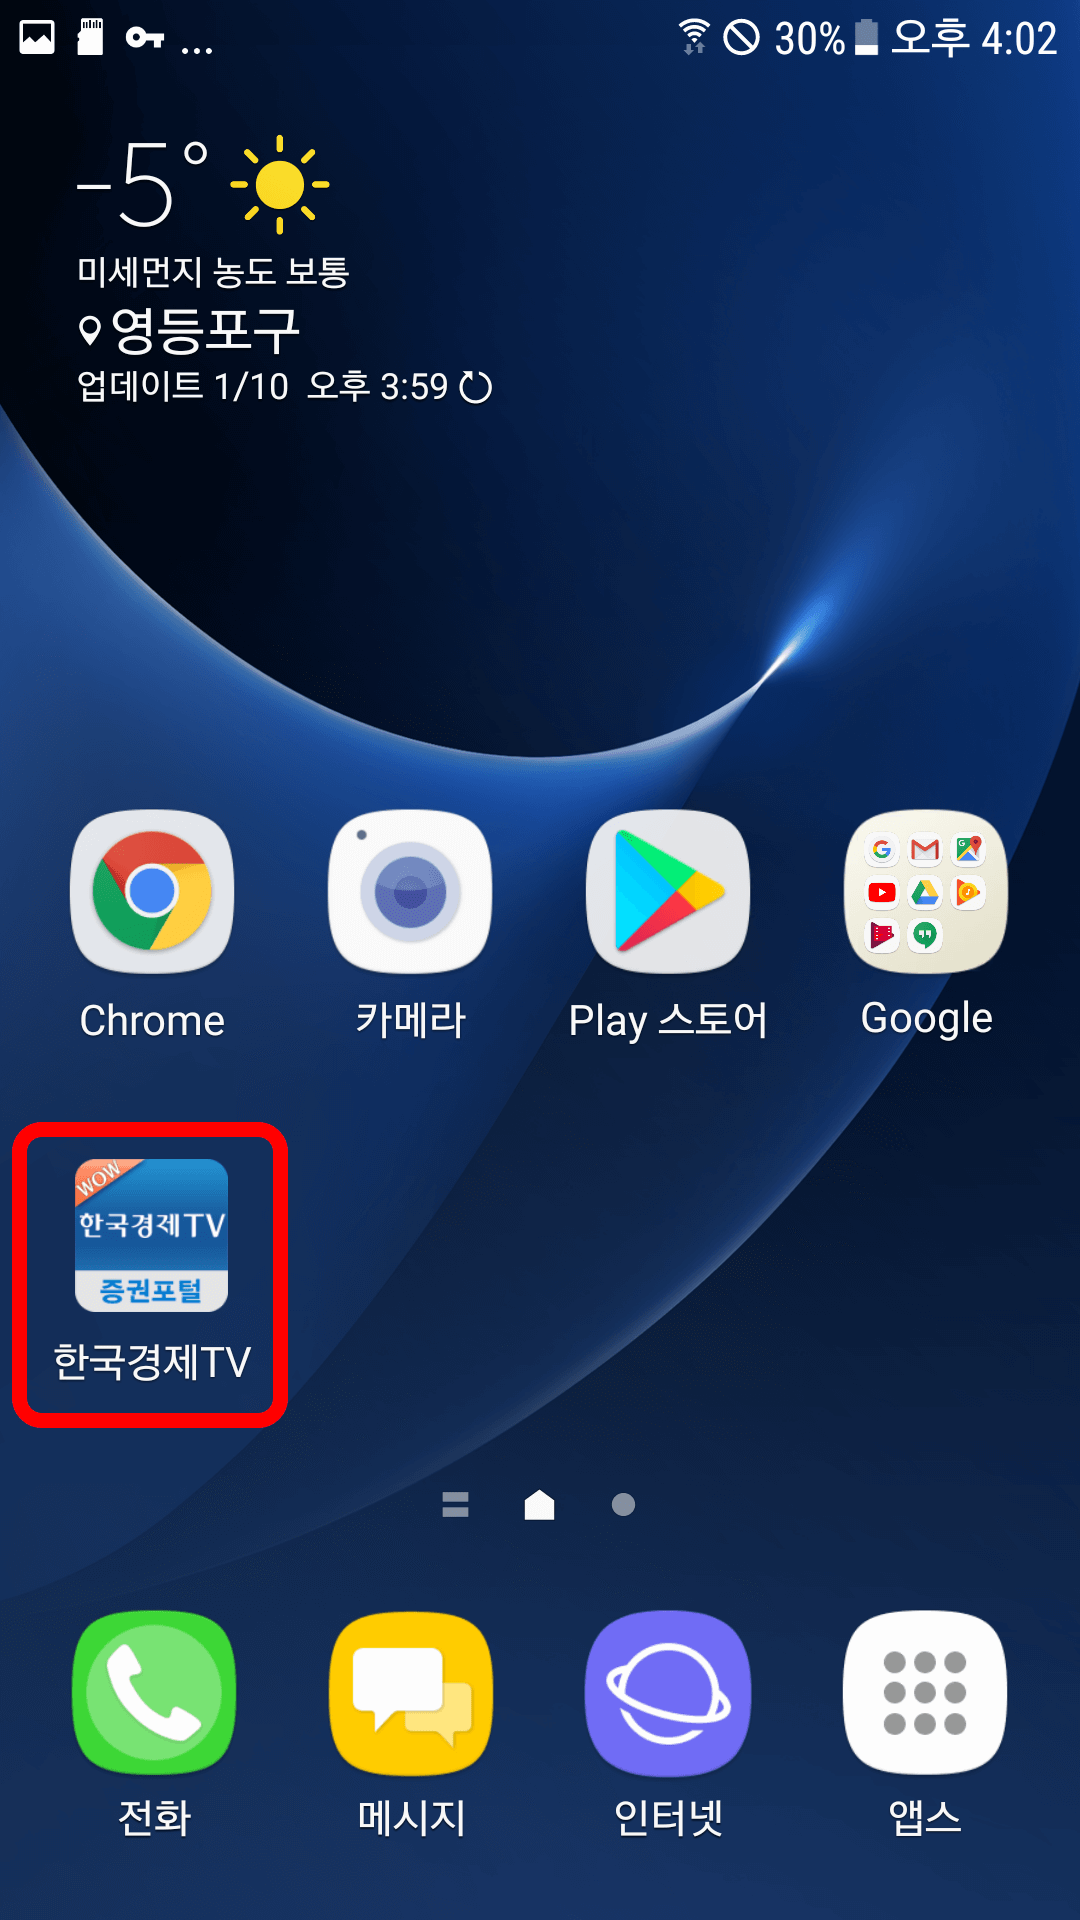 ... 30% 오후 4:02
-5°
미세먼지 농도 보통
영등포구
업데이트 1/10 오후 3:59
Chrome 카메라 Play 스토어 Google
WOW
한국경제TV
증권포털
한국경제TV
전화 메시지 인터넷 앱스